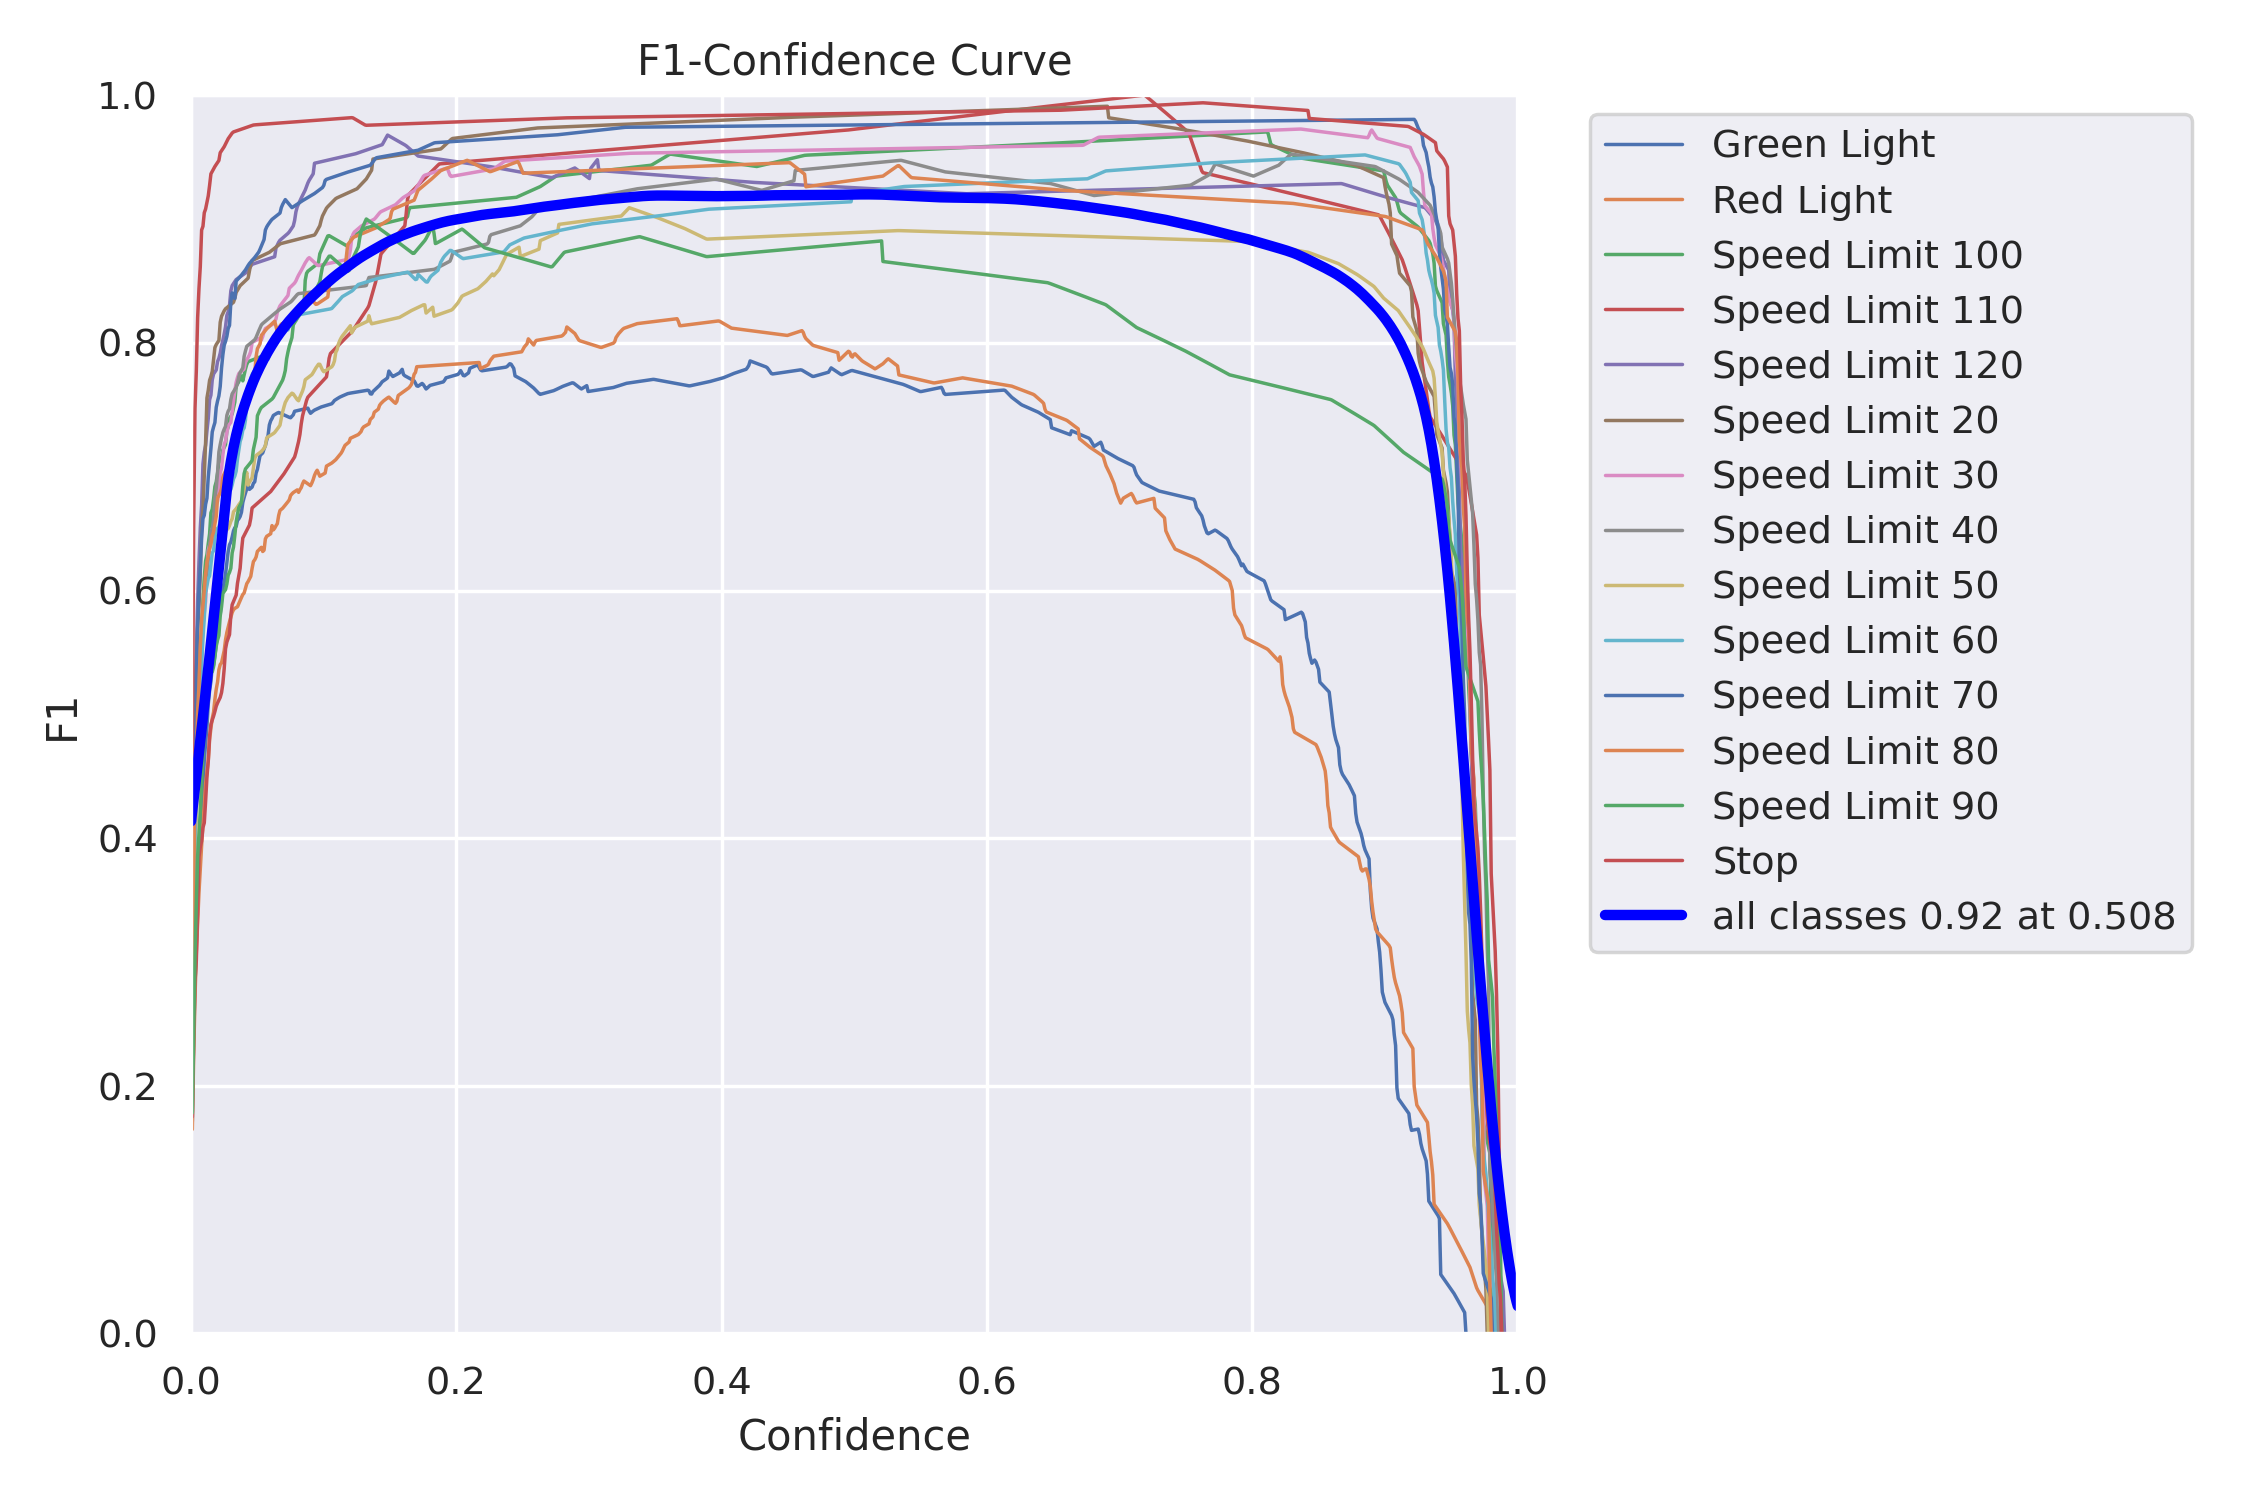 F1-Confidence Curve
1.0
0.8
0.6
0.4
0.2
0.0
F1
0.0 0.2 0.4 0.6 0.8 1.0
Confidence
Green Light
Red Light
Speed Limit 100
Speed Limit 110
Speed Limit 120
Speed Limit 20
Speed Limit 30
Speed Limit 40
Speed Limit 50
Speed Limit 60
Speed Limit 70
Speed Limit 80
Speed Limit 90
Stop
all classes 0.92 at 0.508